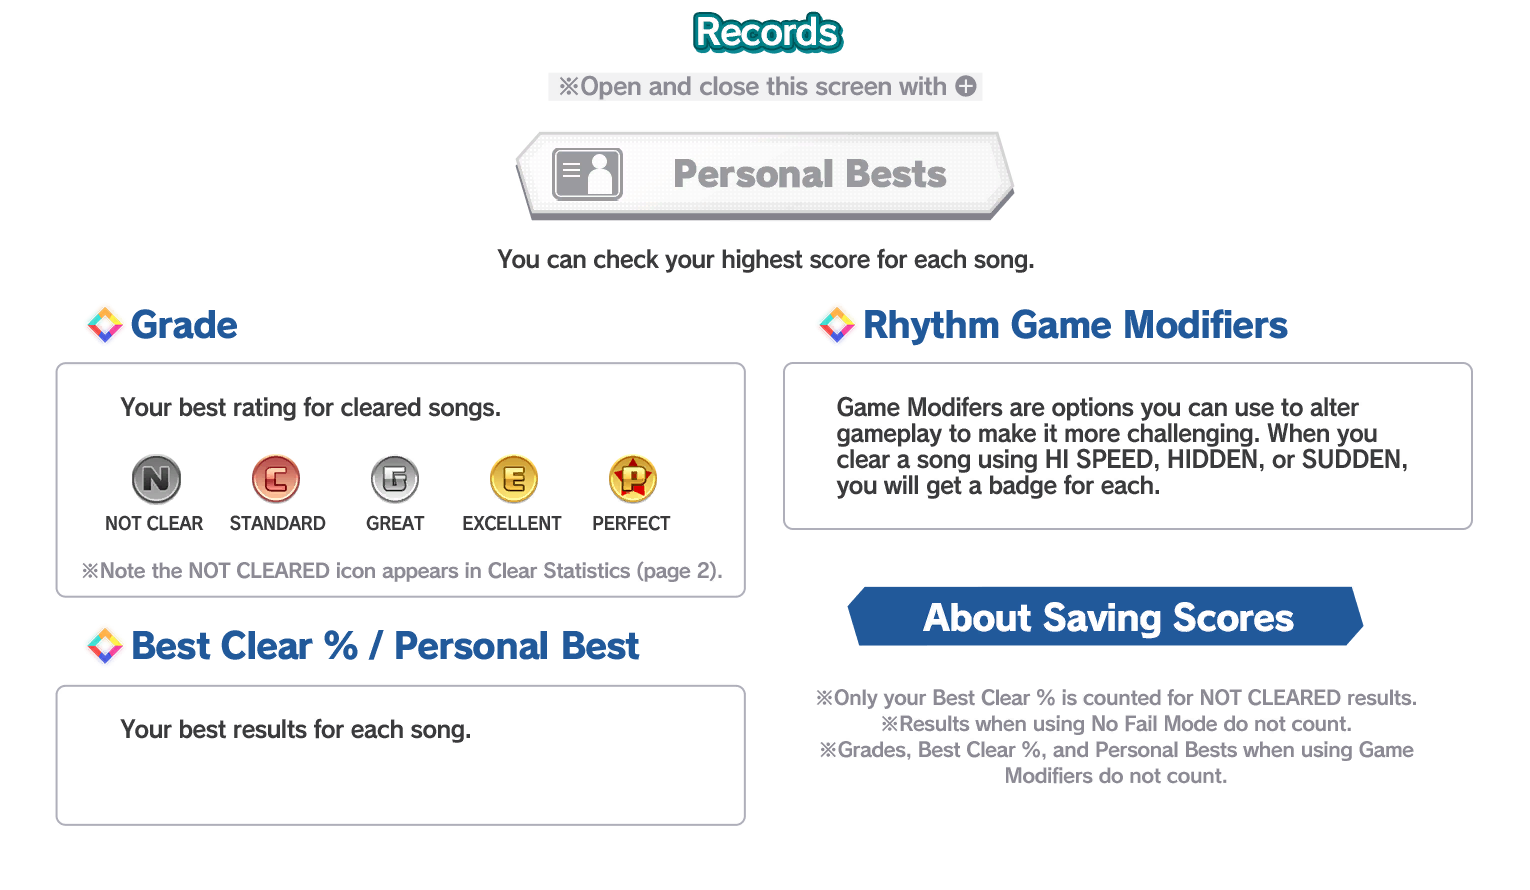 Records
※Open and close this screen with
Personal Bests
You can check your highest score for each song.
Grade
Your best rating for cleared songs.
N C G E P
NOT CLEAR STANDARD GREAT EXCELLENT PERFECT
※Note the NOT CLEARED icon appears in Clear Statistics (page 2).
Best Clear % / Personal Best
Your best results for each song.
Rhythm Game Modifiers
Game Modifers are options you can use to alter
gameplay to make it more challenging. When you
clear a song using HI SPEED, HIDDEN, or SUDDEN,
you will get a badge for each.
About Saving Scores
※Only your Best Clear % is counted for NOT CLEARED results.
※Results when using No Fail Mode do not count.
※Grades, Best Clear %, and Personal Bests when using Game
Modifiers do not count.